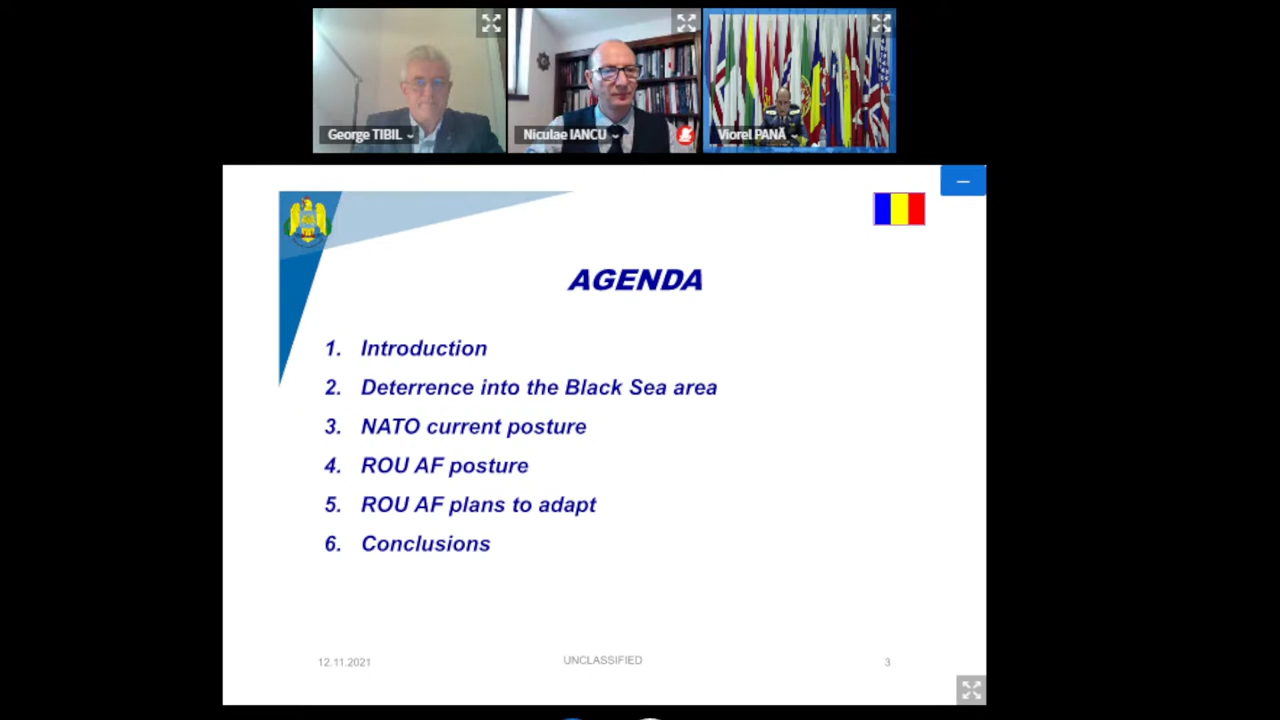 George TIBIL
Niculae IANCU
Viorel PANĂ
AGENDA
1. Introduction
2. Deterrence into the Black Sea area
3. NATO current posture
4. ROU AF posture
5. ROU AF plans to adapt
6. Conclusions
12.11.2021
UNCLASSIFIED
3